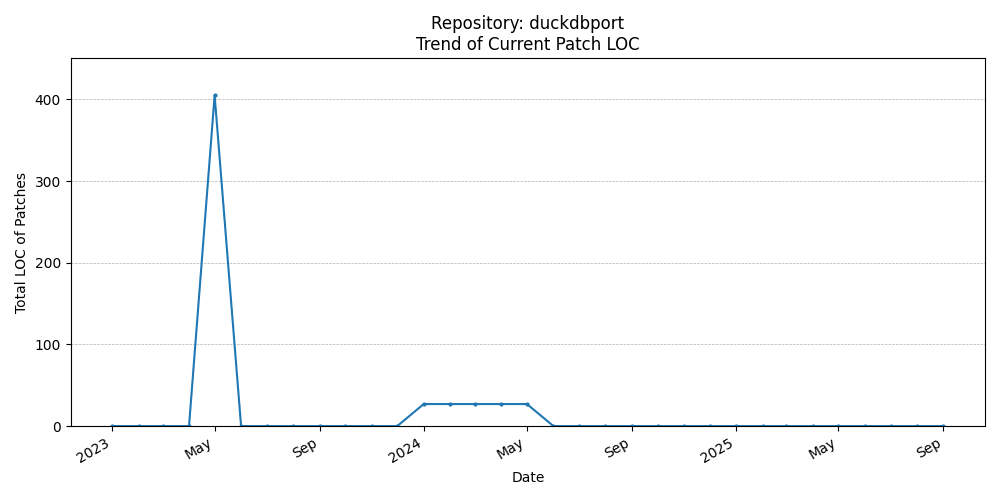 Repository: duckdbport
Trend of Current Patch LOC
Total LOC of Patches
400
300
200
100
0
2023
May
Sep
2024
May
Sep
2025
May
Sep
Date